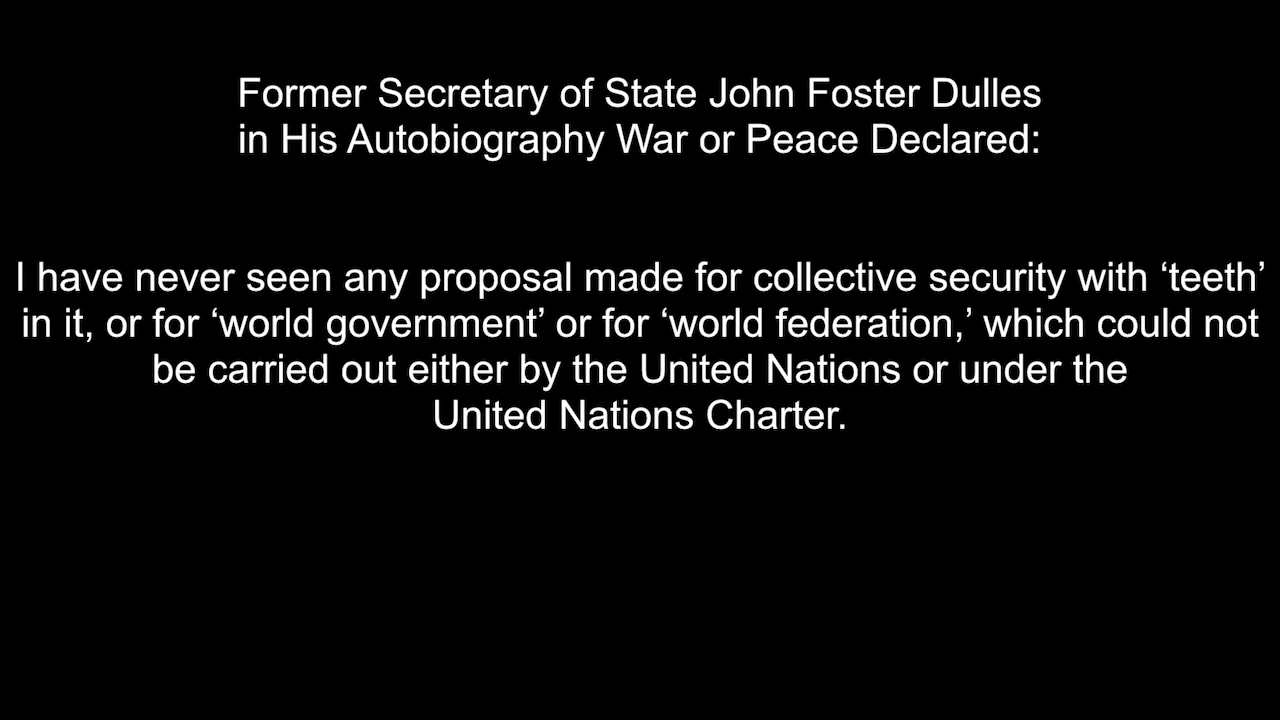 Former Secretary of State John Foster Dulles
in His Autobiography War or Peace Declared:
I have never seen any proposal made for collective security with ‘teeth’
in it, or for ‘world government’ or for ‘world federation,’ which could not
be carried out either by the United Nations or under the
United Nations Charter.